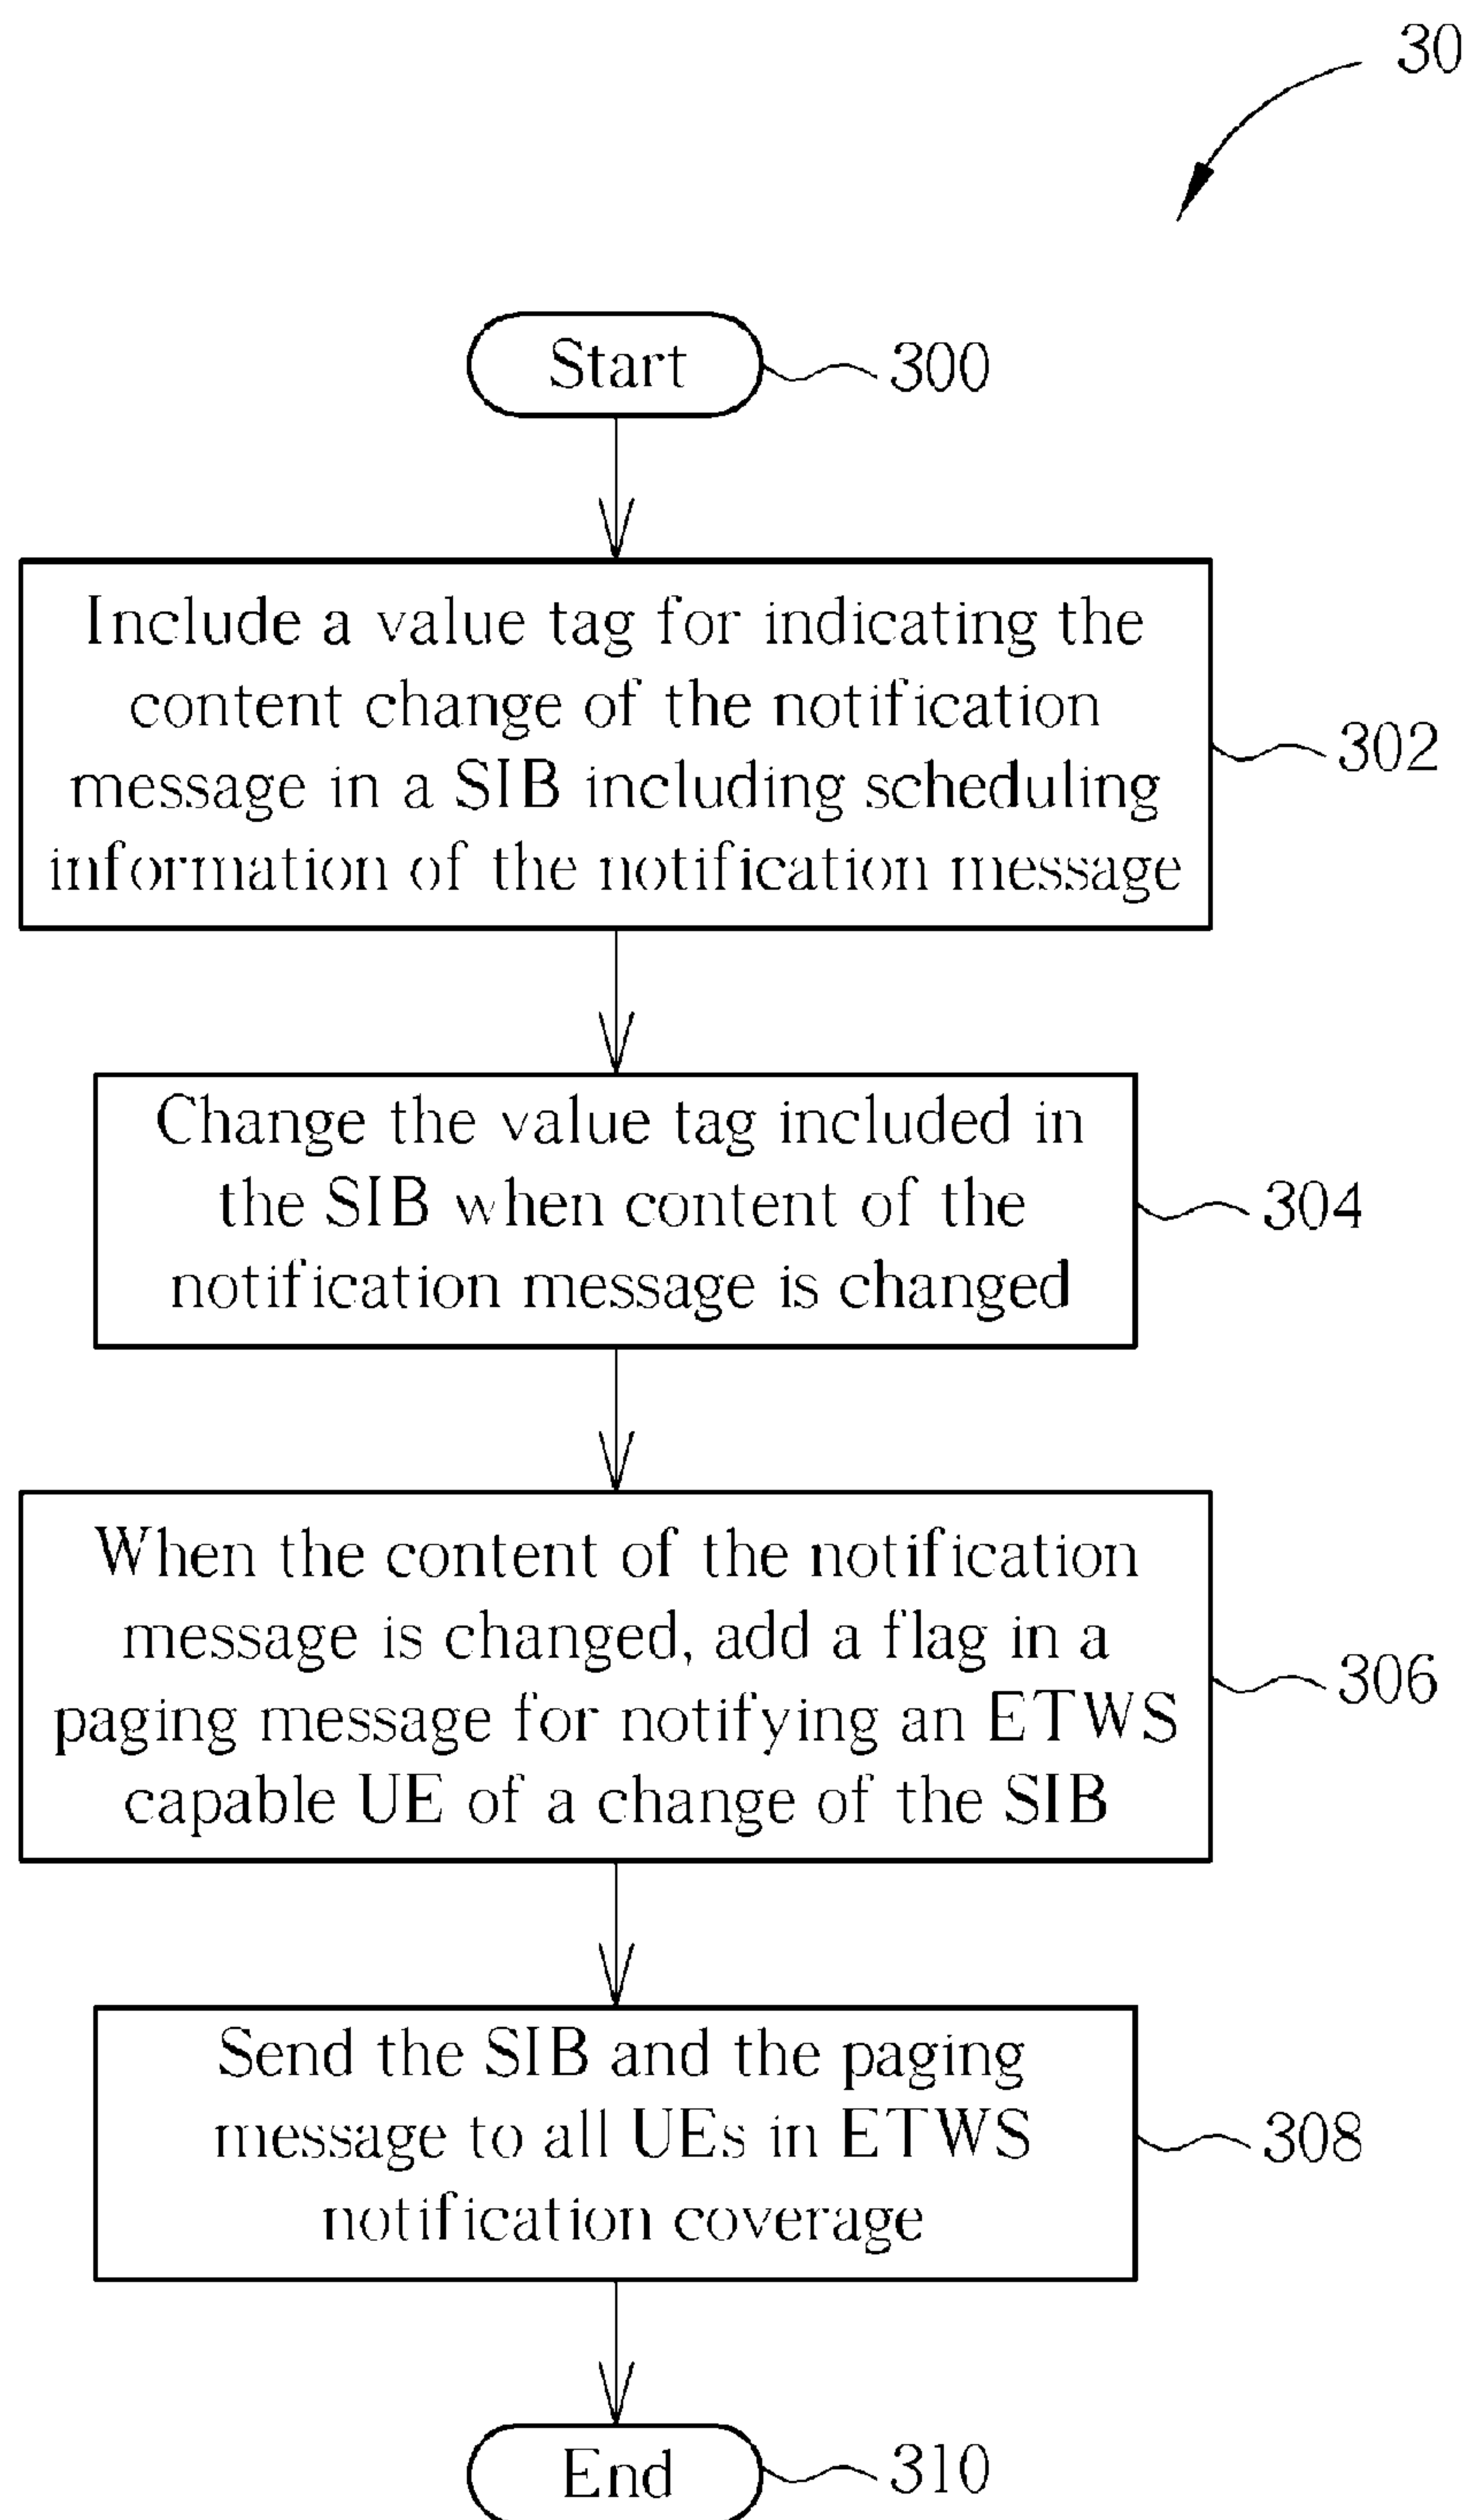 30
Start
300
Include a value tag for indicating the
content change of the notification
message in a SIB including scheduling
information of the notification message
302
Change the value tag included in
the SIB when content of the
notification message is changed
304
When the content of the notification
message is changed, add a flag in a
paging message for notifying an ETWS
capable UE of a change of the SIB
306
Send the SIB and the paging
message to all UEs in ETWS
notification coverage
308
End
310